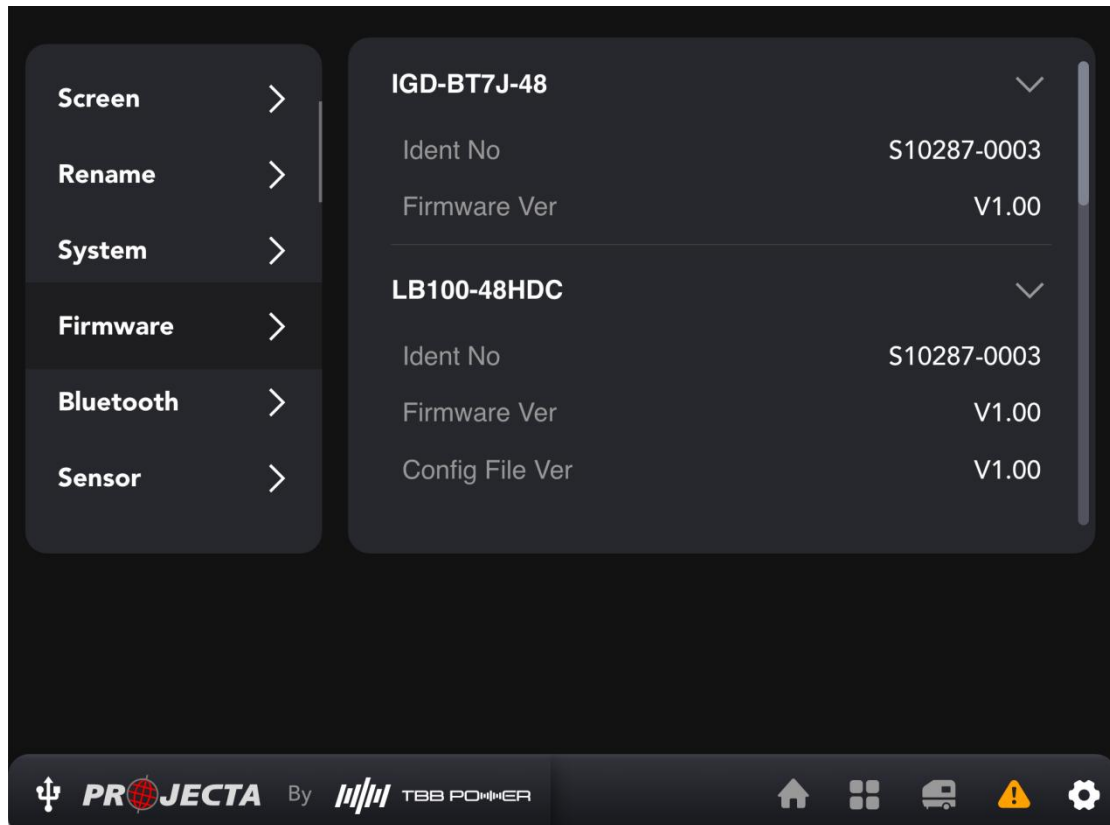 Screen
Rename
System
Firmware
Bluetooth
Sensor
IGD-BT7J-48
Ident No S10287-0003
Firmware Ver V1.00
LB100-48HDC
Ident No S10287-0003
Firmware Ver V1.00
Config File Ver V1.00
PROJECTA By TBB POWER